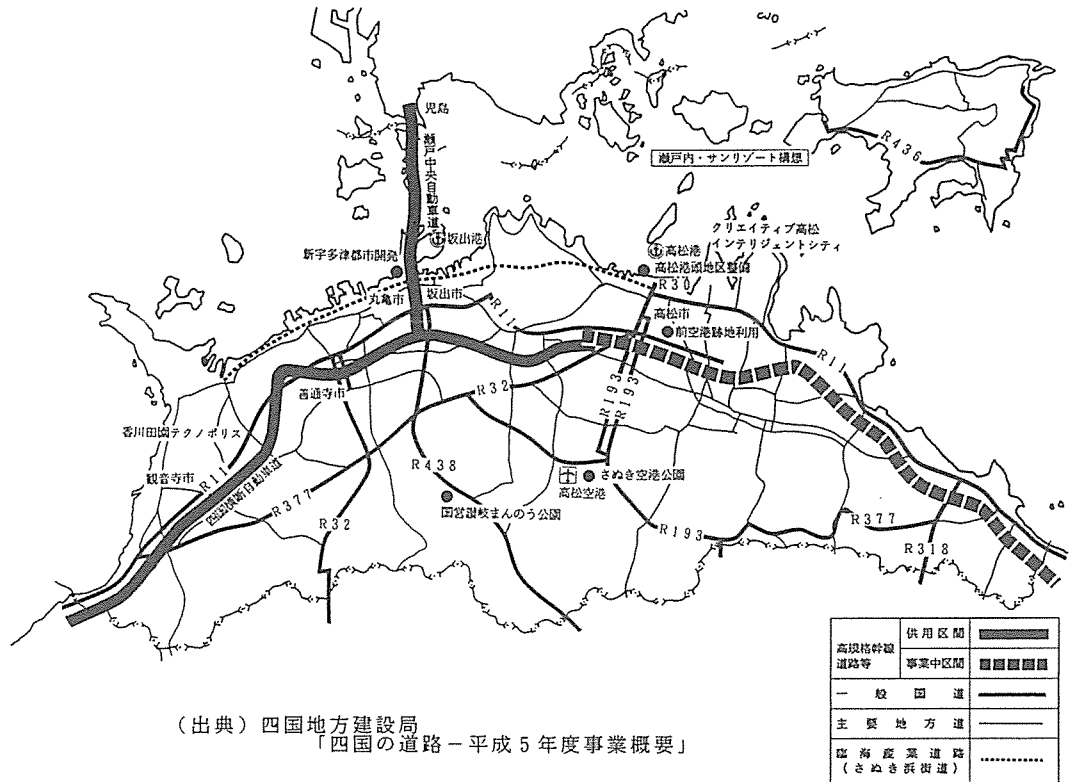 児島
瀬戸中央自動車道
R436
瀬戸内・サンリゾート構想
クリエイティブ高松
インテリジェントシティ
坂出港
高松港
新宇多津都市開発
高松港頭地区整備
R30
丸亀市
坂出市
R11
高松市
前空港跡地利用
R11
善通寺市
R32
R193
R193
香川田園テクノポリス
観音寺市
R11
四国横断自動車道
R438
さぬき空港公園
高松空港
R377
国営讃岐まんのう公園
R32
R193
R377
R318
高規格幹線
道路等
供用区間
事業中区間
一般国道
主要地方道
臨海産業道路
(さぬき浜街道)
(出典)四国地方建設局
「四国の道路-平成5年度事業概要」